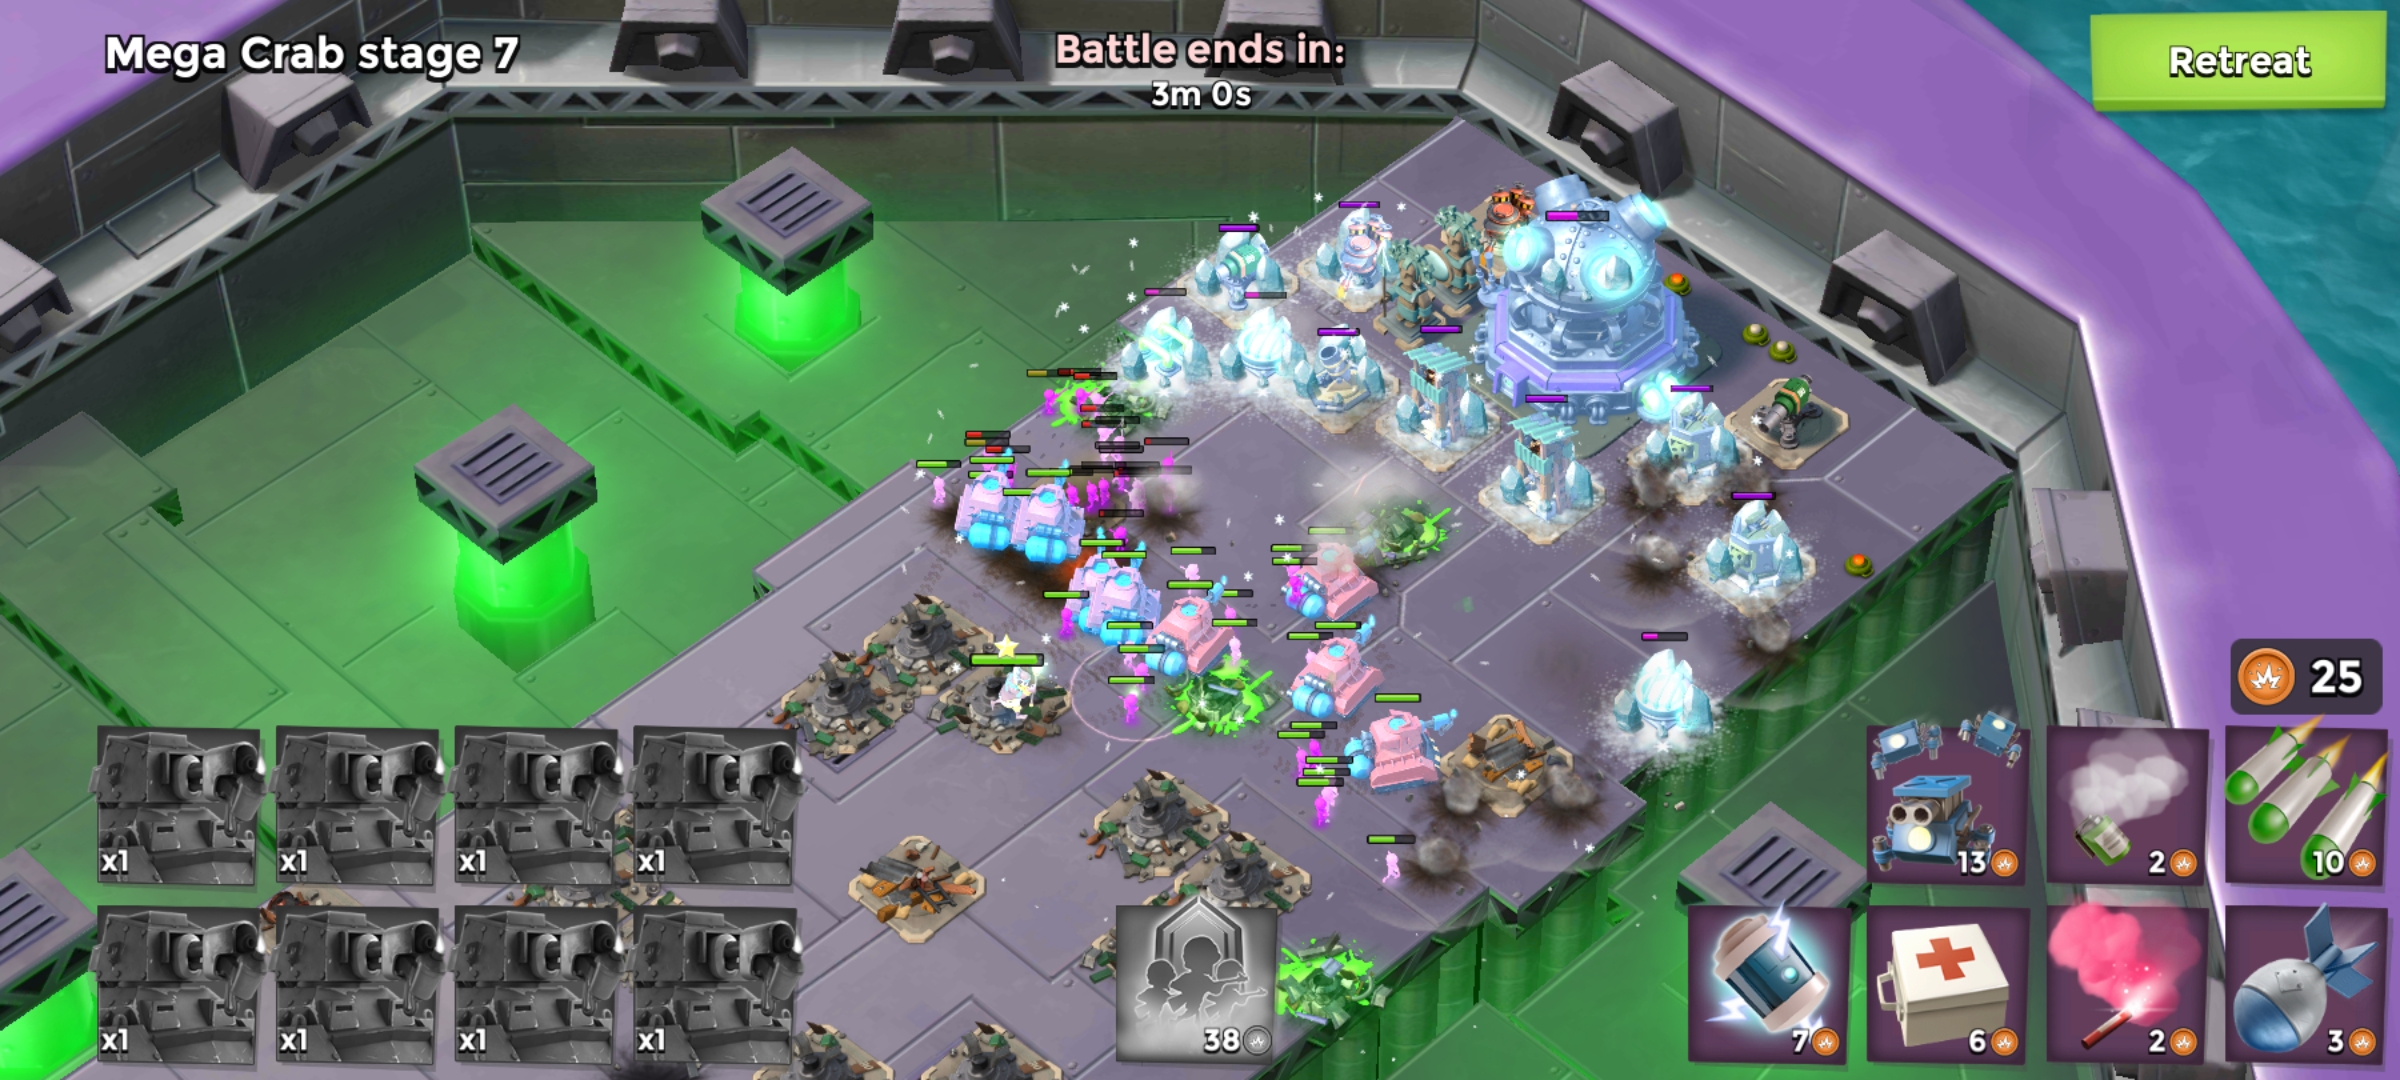 Mega Crab stage 7
Battle ends in:
3m 0s
Retreat
25
x1
x1
x1
x1
13
2
10
x1
x1
x1
x1
38
7
6
2
3